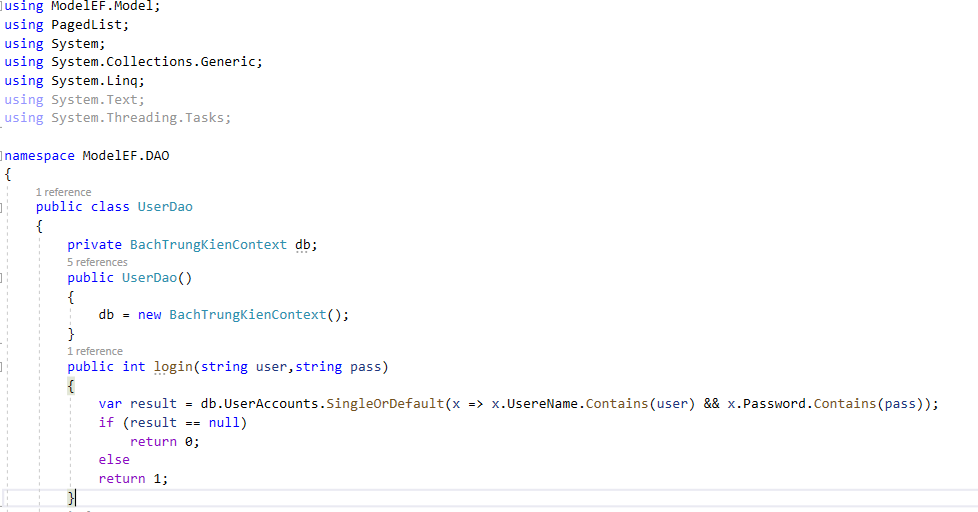 using ModelEF.Model;
using PagedList;
using System;
using System.Collections.Generic;
using System.Linq;
using System.Text;
using System.Threading.Tasks;
namespace ModelEF.DAO
{
1 reference
public class UserDao
{
private BachTrungKienContext db;
5 references
public UserDao()
{
db = new BachTrungKienContext();
}
1 reference
public int login(string user,string pass)
{
var result = db.UserAccounts.SingleOrDefault(x => x.UsereName.Contains(user) && x.Password.Contains(pass));
if (result == null)
return 0;
else
return 1;
}